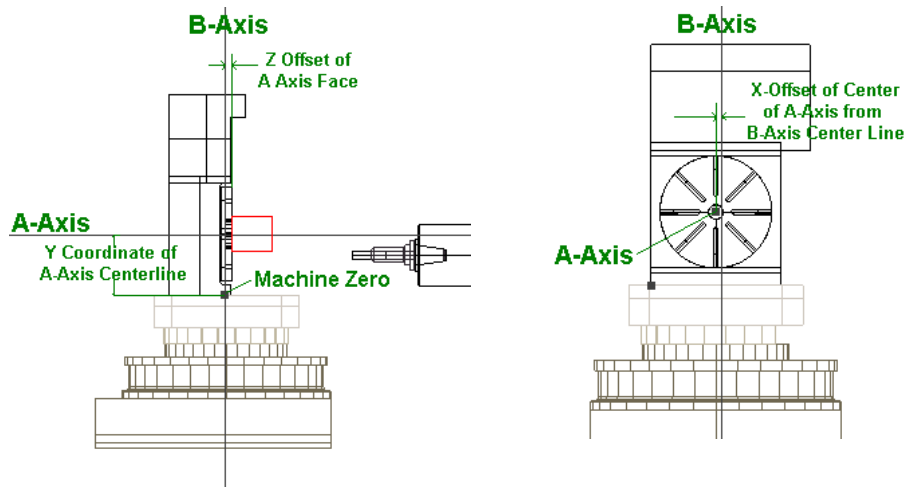 B-Axis
Z Offset of
A Axis Face
A-Axis
Y Coordinate of
A-Axis Centerline
Machine Zero
B-Axis
X-Offset of Center
of A-Axis from
B-Axis Center Line
A-Axis